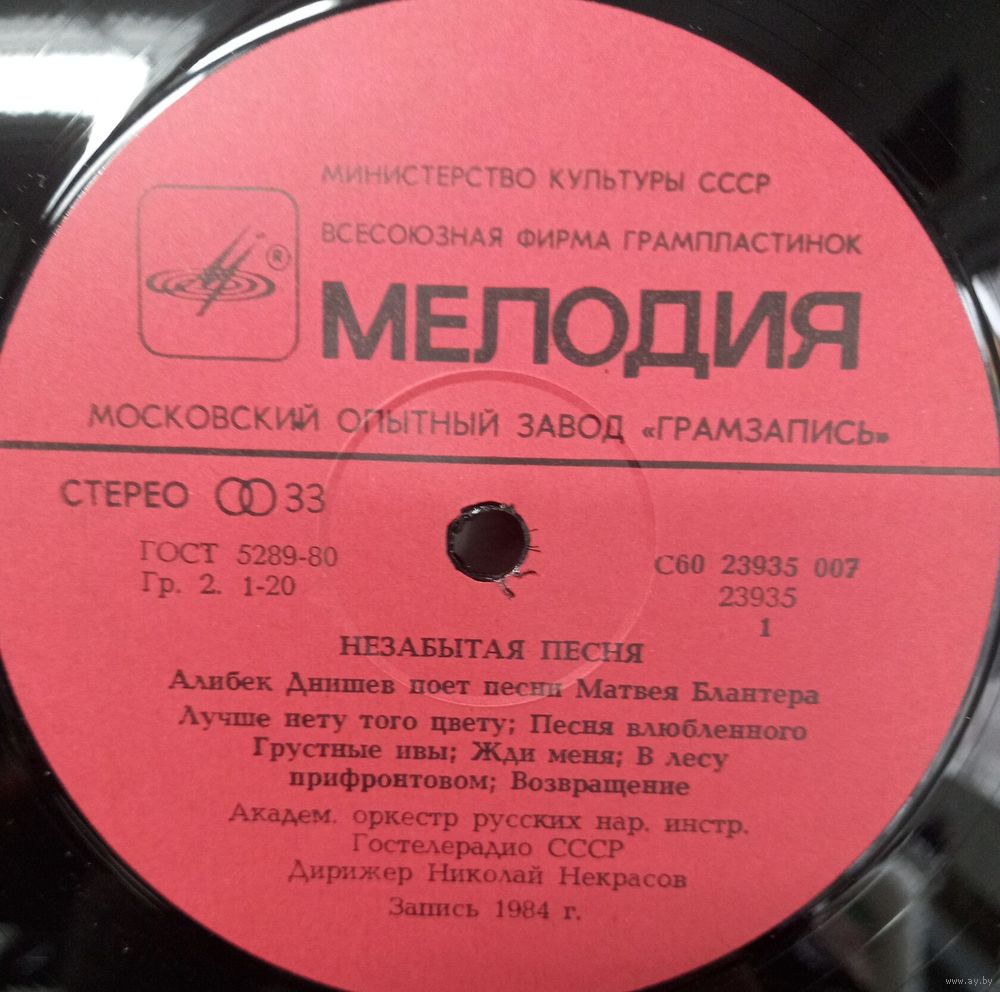 МИНИСТЕРСТВО КУЛЬТУРЫ СССР
ВСЕСОЮЗНАЯ ФИРМА ГРАМПЛАСТИНОК
®
МЕЛОДИЯ
МОСКОВСКИЙ ОПЫТНЫЙ ЗАВОД «ГРАМЗАПИСЬ»
СТЕРЕО 33
ГОСТ 5289-80
Гр. 2. 1-20
С60 23935 007
23935
1
НЕЗАБЫТАЯ ПЕСНЯ
Алибек Днишев поет песни Матвея Блантера
Лучше нету того цвету; Песня влюбленного
Грустные ивы; Жди меня; В лесу
прифронтовом; Возвращение
Академ. оркестр русских нар. инстр.
Гостелерадио СССР
Дирижер Николай Некрасов
Запись 1984 г.
www.ay.by